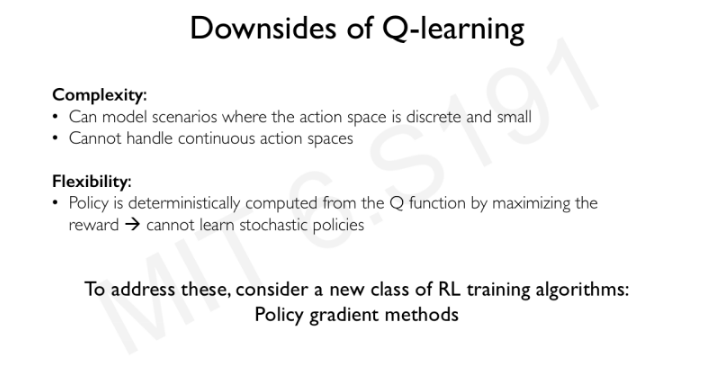 Downsides of Q-learning
Complexity:
• Can model scenarios where the action space is discrete and small
• Cannot handle continuous action spaces
Flexibility:
• Policy is deterministically computed from the Q function by maximizing the
reward → cannot learn stochastic policies
To address these, consider a new class of RL training algorithms:
Policy gradient methods
MIT 6.S191